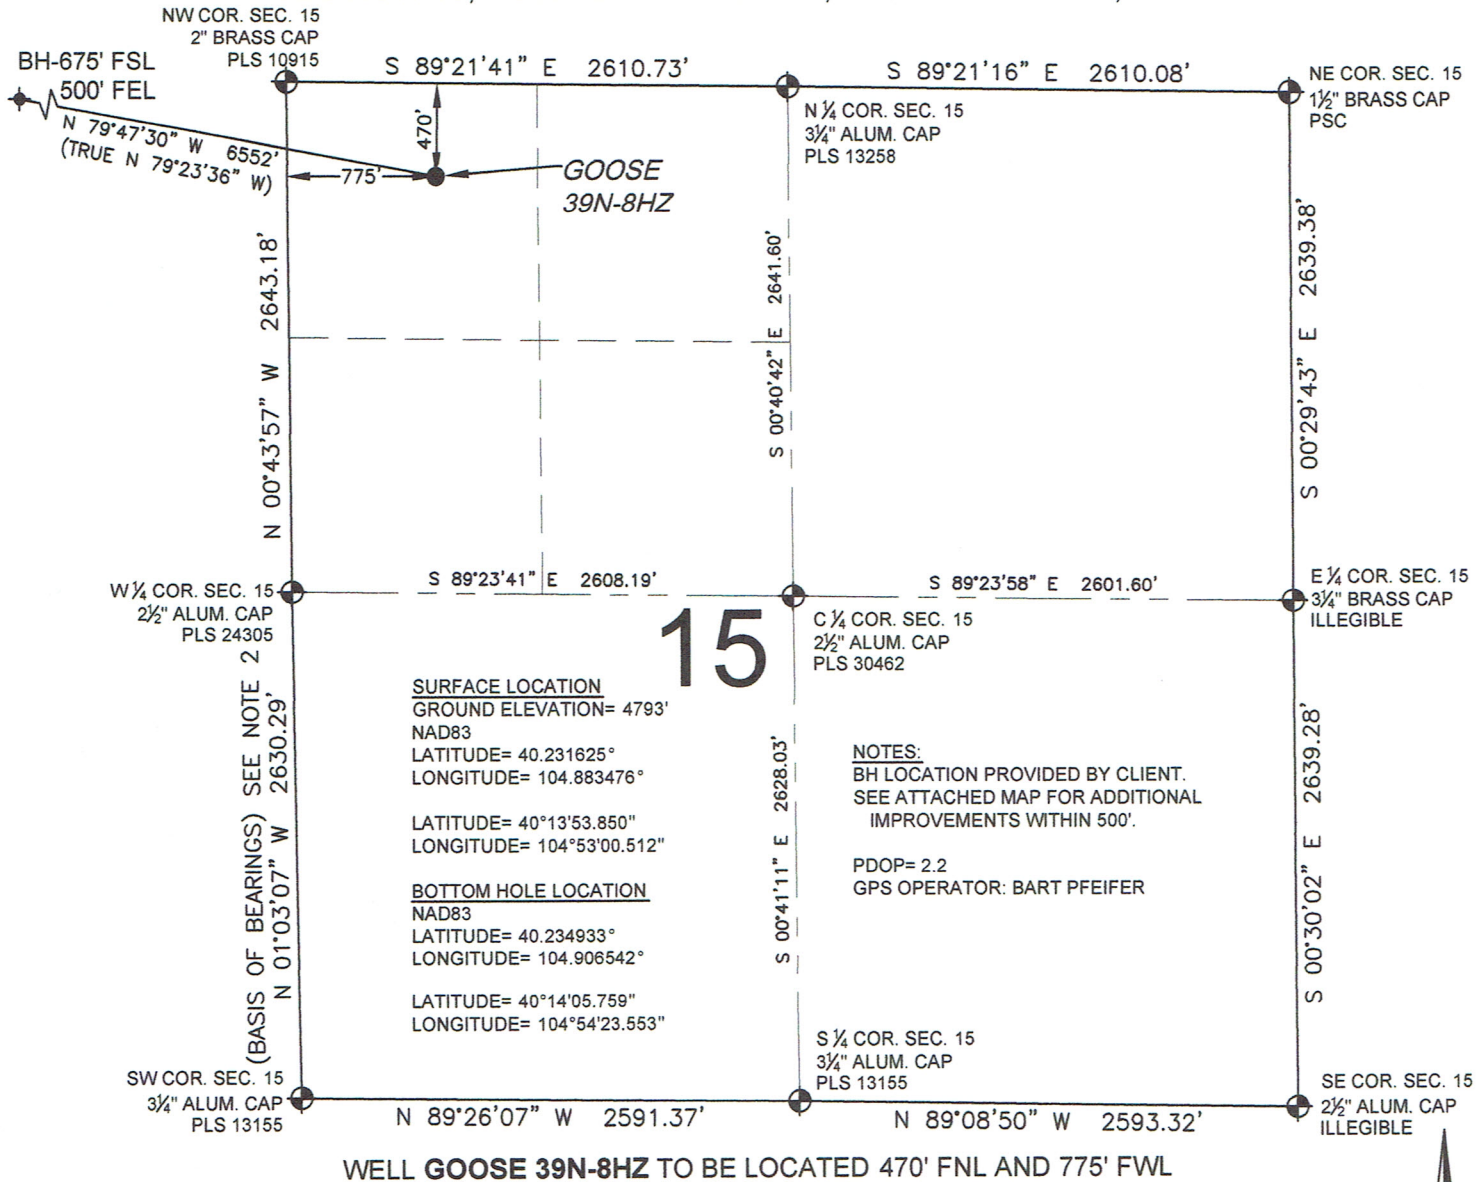 NW COR. SEC. 15
2" BRASS CAP
PLS 10915
BH-675' FSL
500' FEL
N 79°47'30" W 6552'
(TRUE N 79°23'36" W)
S 89°21'41" E 2610.73'
S 89°21'16" E 2610.08'
NE COR. SEC. 15
1½" BRASS CAP
PSC
N ¼ COR. SEC. 15
3¼" ALUM. CAP
PLS 13258
470'
775'
GOOSE
39N-8HZ
N 00°43'57" W 2643.18'
S 00°40'42" E 2641.60'
S 00°29'43" E 2639.38'
W ¼ COR. SEC. 15
2½" ALUM. CAP
PLS 24305
S 89°23'41" E 2608.19'
S 89°23'58" E 2601.60'
E ¼ COR. SEC. 15
3¼" BRASS CAP
ILLEGIBLE
15
C ¼ COR. SEC. 15
2½" ALUM. CAP
PLS 30462
(BASIS OF BEARINGS) SEE NOTE 2
N 01°03'07" W 2630.29'
SURFACE LOCATION
GROUND ELEVATION= 4793'
NAD83
LATITUDE= 40.231625°
LONGITUDE= 104.883476°
LATITUDE= 40°13'53.850"
LONGITUDE= 104°53'00.512"
BOTTOM HOLE LOCATION
NAD83
LATITUDE= 40.234933°
LONGITUDE= 104.906542°
LATITUDE= 40°14'05.759"
LONGITUDE= 104°54'23.553"
S 00°41'11" E 2628.03'
NOTES:
BH LOCATION PROVIDED BY CLIENT.
SEE ATTACHED MAP FOR ADDITIONAL
IMPROVEMENTS WITHIN 500'.
PDOP= 2.2
GPS OPERATOR: BART PFEIFER
S 00°30'02" E 2639.28'
SW COR. SEC. 15
3¼" ALUM. CAP
PLS 13155
S ¼ COR. SEC. 15
3¼" ALUM. CAP
PLS 13155
SE COR. SEC. 15
2½" ALUM. CAP
ILLEGIBLE
N 89°26'07" W 2591.37'
N 89°08'50" W 2593.32'
WELL GOOSE 39N-8HZ TO BE LOCATED 470' FNL AND 775' FWL